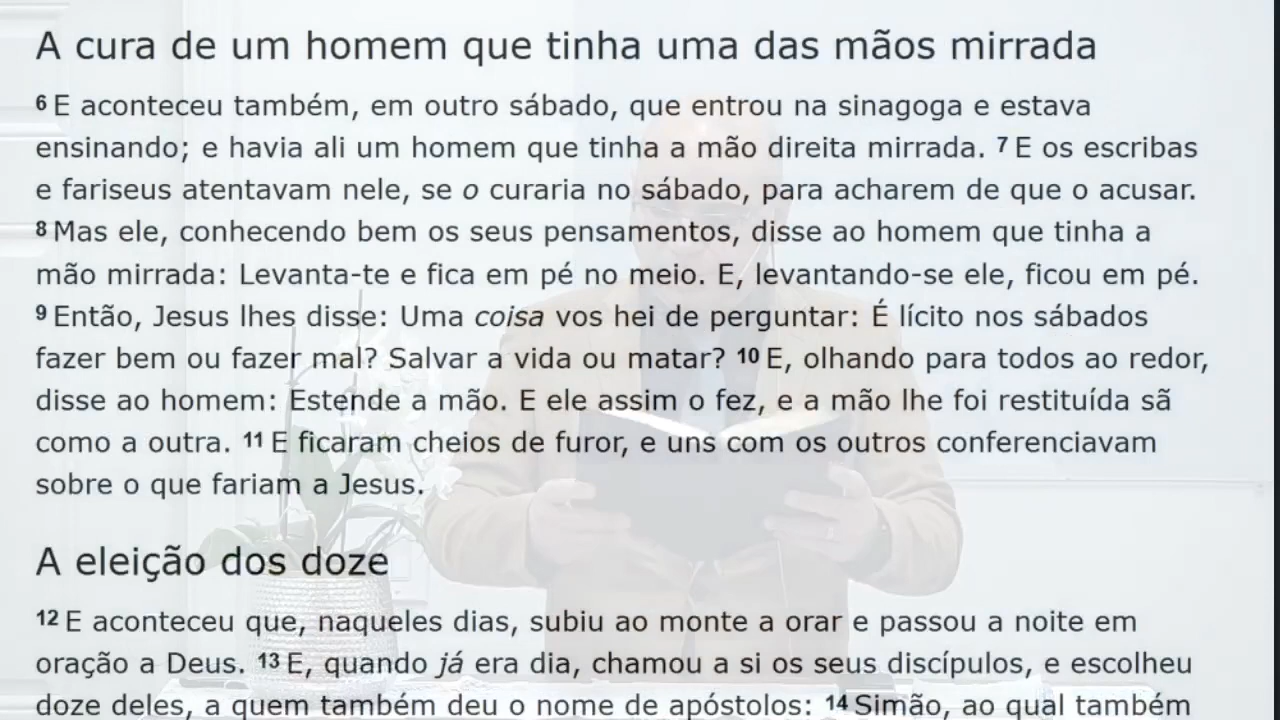 A cura de um homem que tinha uma das mãos mirrada
6 E aconteceu também, em outro sábado, que entrou na sinagoga e estava
ensinando; e havia ali um homem que tinha a mão direita mirrada. 7 E os escribas
e fariseus atentavam nele, se o curaria no sábado, para acharem de que o acusar.
8 Mas ele, conhecendo bem os seus pensamentos, disse ao homem que tinha a
mão mirrada: Levanta-te e fica em pé no meio. E, levantando-se ele, ficou em pé.
9 Então, Jesus lhes disse: Uma coisa vos hei de perguntar: É lícito nos sábados
fazer bem ou fazer mal? Salvar a vida ou matar? 10 E, olhando para todos ao redor,
disse ao homem: Estende a mão. E ele assim o fez, e a mão lhe foi restituída sã
como a outra. 11 E ficaram cheios de furor, e uns com os outros conferenciavam
sobre o que fariam a Jesus.
A eleição dos doze
12 E aconteceu que, naqueles dias, subiu ao monte a orar e passou a noite em
oração a Deus. 13 E, quando já era dia, chamou a si os seus discípulos, e escolheu
doze deles, a quem também deu o nome de apóstolos: 14 Simão, ao qual também